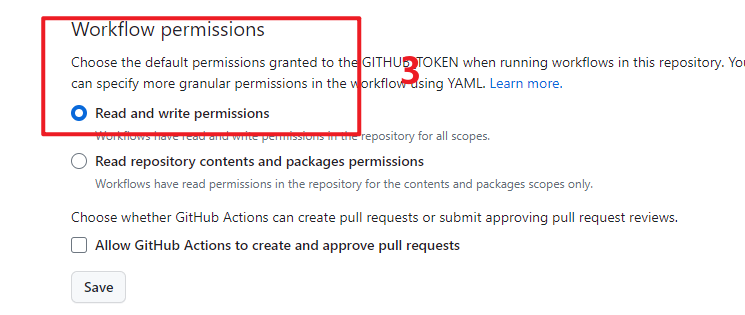 Workflow permissions
Choose the default permissions granted to the GITHUB_TOKEN when running workflows in this repository. You
can specify more granular permissions in the workflow using YAML. Learn more.
3
Read and write permissions
Workflows have read and write permissions in the repository for all scopes.
Read repository contents and packages permissions
Workflows have read permissions in the repository for the contents and packages scopes only.
Choose whether GitHub Actions can create pull requests or submit approving pull request reviews.
Allow GitHub Actions to create and approve pull requests
Save